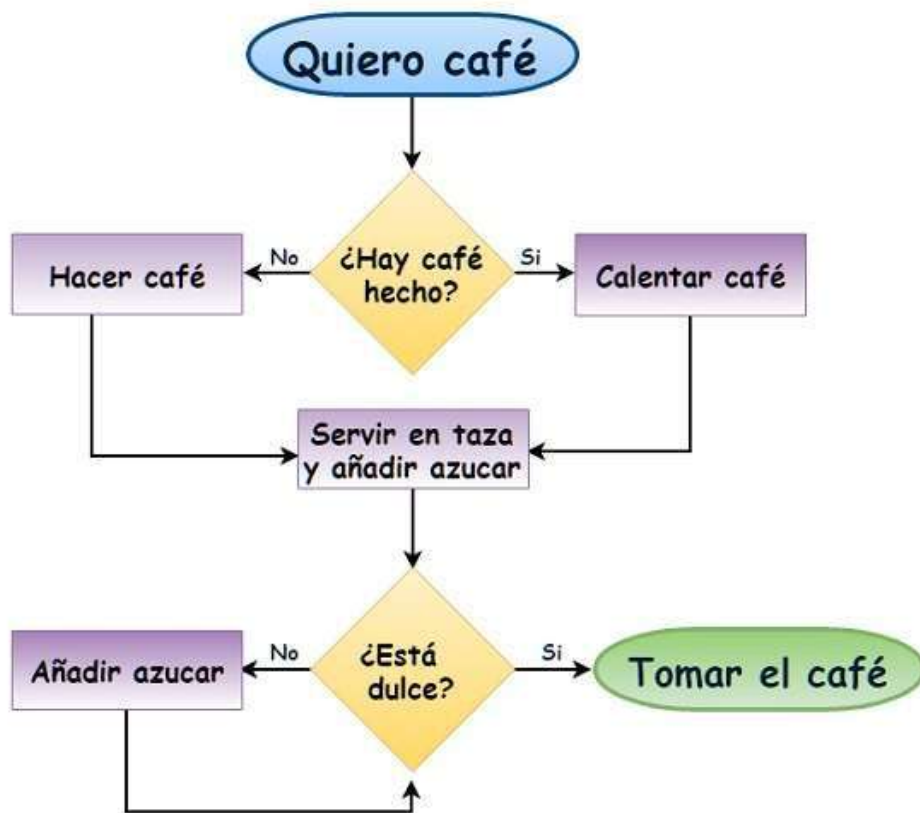 Quiero café
¿Hay café
hecho?
No
Si
Hacer café
Calentar café
Servir en taza
y añadir azucar
¿Está
dulce?
No
Si
Añadir azucar
Tomar el café